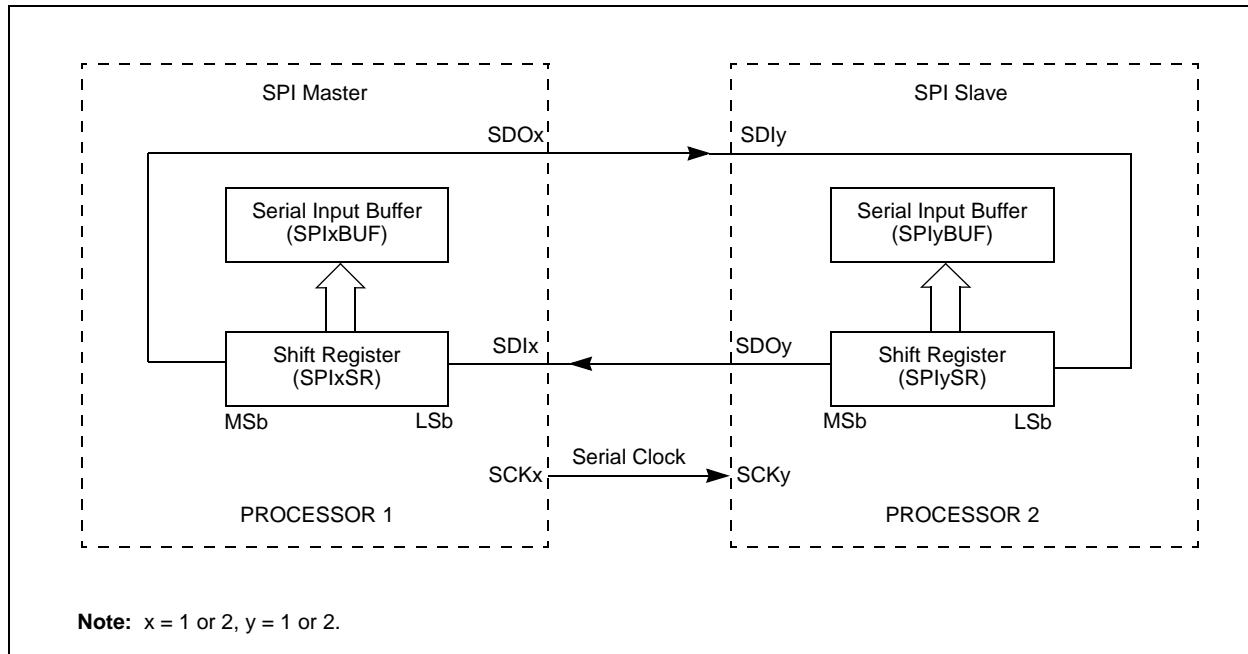 SPI Master
SPI Slave
SDOx
SDIy
Serial Input Buffer
(SPIxBUF)
Serial Input Buffer
(SPIyBUF)
Shift Register
(SPIxSR)
SDIx
SDOy
Shift Register
(SPIySR)
MSb
LSb
MSb
LSb
Serial Clock
SCKx
SCKy
PROCESSOR 1
PROCESSOR 2
Note: x = 1 or 2, y = 1 or 2.